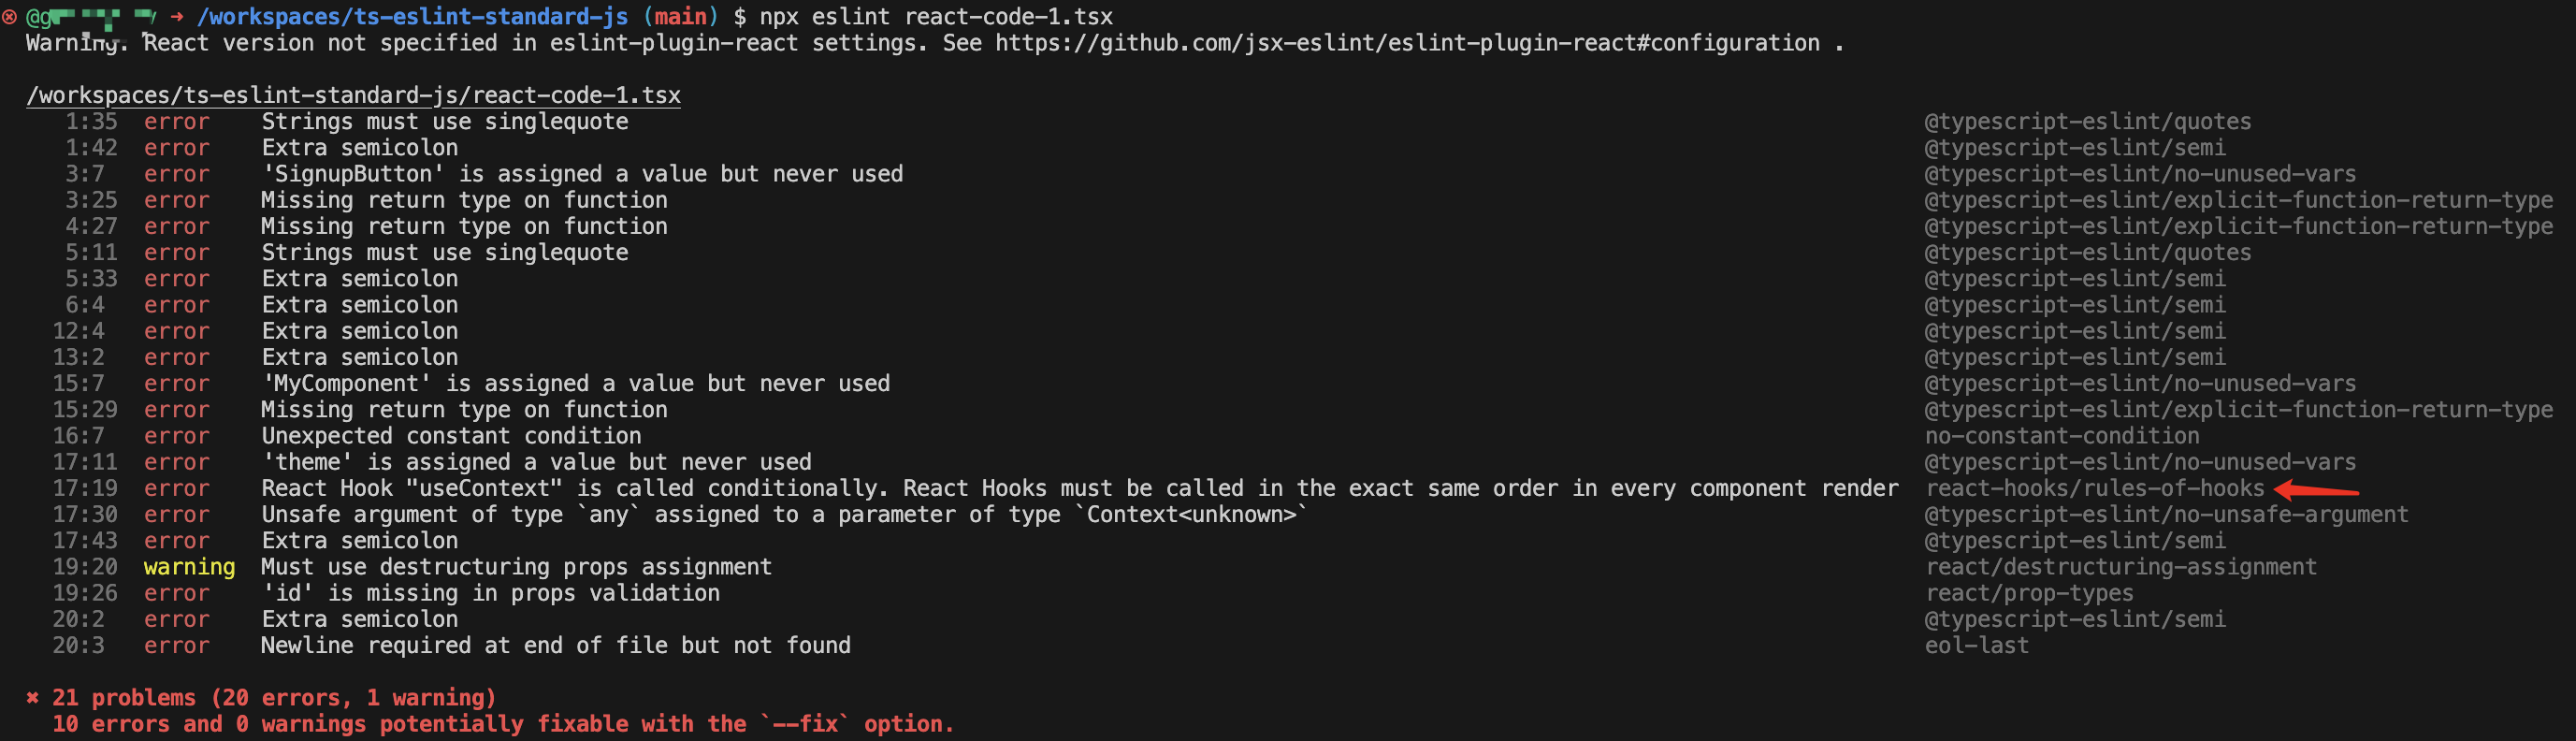 ➜ /workspaces/ts-eslint-standard-js (main) $ npx eslint react-code-1.tsx
Warning: React version not specified in eslint-plugin-react settings. See https://github.com/jsx-eslint/eslint-plugin-react#configuration .
/workspaces/ts-eslint-standard-js/react-code-1.tsx
1:35 error Strings must use singlequote @typescript-eslint/quotes
1:42 error Extra semicolon @typescript-eslint/semi
3:7 error 'SignupButton' is assigned a value but never used @typescript-eslint/no-unused-vars
3:25 error Missing return type on function @typescript-eslint/explicit-function-return-type
4:27 error Missing return type on function @typescript-eslint/explicit-function-return-type
5:11 error Strings must use singlequote @typescript-eslint/quotes
5:33 error Extra semicolon @typescript-eslint/semi
6:4 error Extra semicolon @typescript-eslint/semi
12:4 error Extra semicolon @typescript-eslint/semi
13:2 error Extra semicolon @typescript-eslint/semi
15:7 error 'MyComponent' is assigned a value but never used @typescript-eslint/no-unused-vars
15:29 error Missing return type on function @typescript-eslint/explicit-function-return-type
16:7 error Unexpected constant condition no-constant-condition
17:11 error 'theme' is assigned a value but never used @typescript-eslint/no-unused-vars
17:19 error React Hook "useContext" is called conditionally. React Hooks must be called in the exact same order in every component render react-hooks/rules-of-hooks
17:30 error Unsafe argument of type `any` assigned to a parameter of type `Context<unknown>` @typescript-eslint/no-unsafe-argument
17:43 error Extra semicolon @typescript-eslint/semi
19:20 warning Must use destructuring props assignment react/destructuring-assignment
19:26 error 'id' is missing in props validation react/prop-types
20:2 error Extra semicolon @typescript-eslint/semi
20:3 error Newline required at end of file but not found eol-last
✖ 21 problems (20 errors, 1 warning)
10 errors and 0 warnings potentially fixable with the `--fix` option.